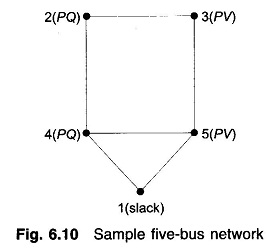 2(PQ)
3(PV)
4(PQ)
5(PV)
1(slack)
Fig. 6.10 Sample five-bus network